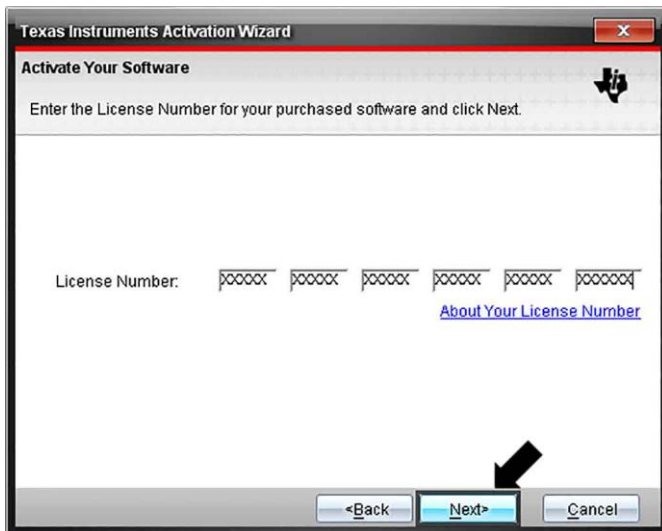 Texas Instruments Activation Wizard
X
Activate Your Software
Enter the License Number for your purchased software and click Next.
License Number: XXXXX XXXXX XXXXX XXXXX XXXXX XXXXXX
About Your License Number
<Back Next> Cancel